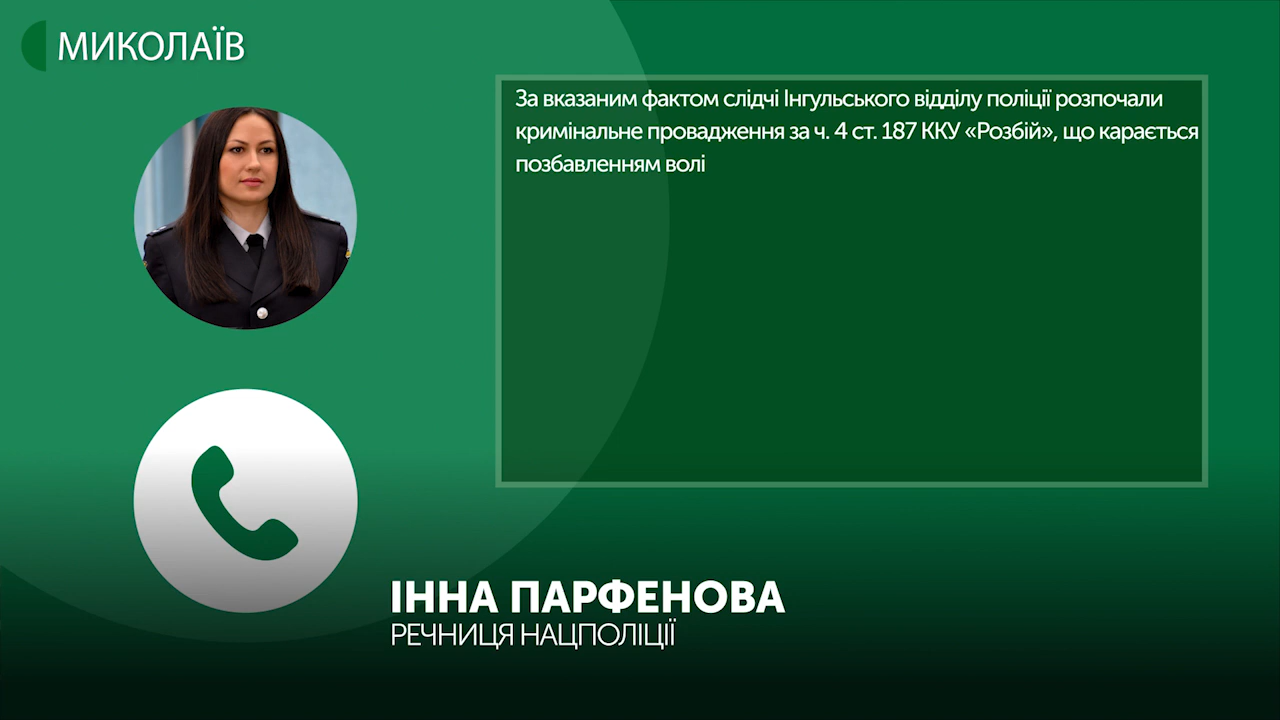 МИКОЛАЇВ
За вказаним фактом слідчі Інгульського відділу поліції розпочали
кримінальне провадження за ч. 4 ст. 187 ККУ «Розбій», що карається
позбавленням волі
ІННА ПАРФЕНОВА
РЕЧНИЦЯ НАЦПОЛІЦІЇ